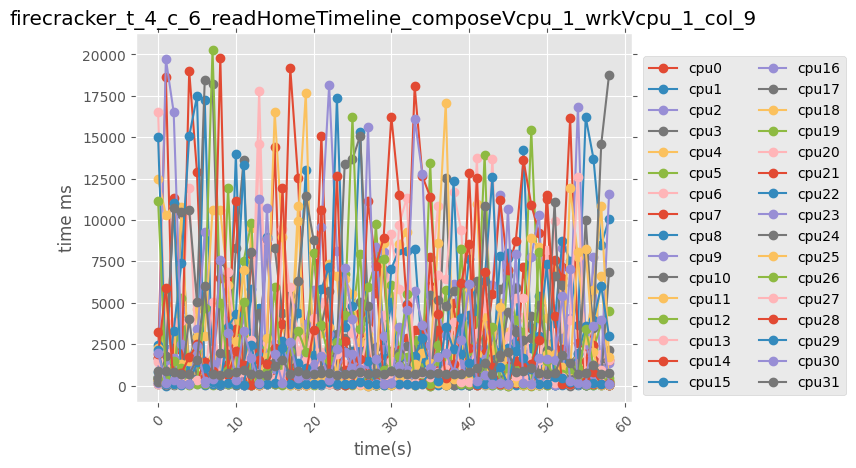 firecracker_t_4_c_6_readHomeTimeline_composeVcpu_1_wrkVcpu_1_col_9
20000
17500
15000
12500
10000
7500
5000
2500
0
time ms
0
10
20
30
40
50
60
time(s)
cpu0
cpu1
cpu2
cpu3
cpu4
cpu5
cpu6
cpu7
cpu8
cpu9
cpu10
cpu11
cpu12
cpu13
cpu14
cpu15
cpu16
cpu17
cpu18
cpu19
cpu20
cpu21
cpu22
cpu23
cpu24
cpu25
cpu26
cpu27
cpu28
cpu29
cpu30
cpu31